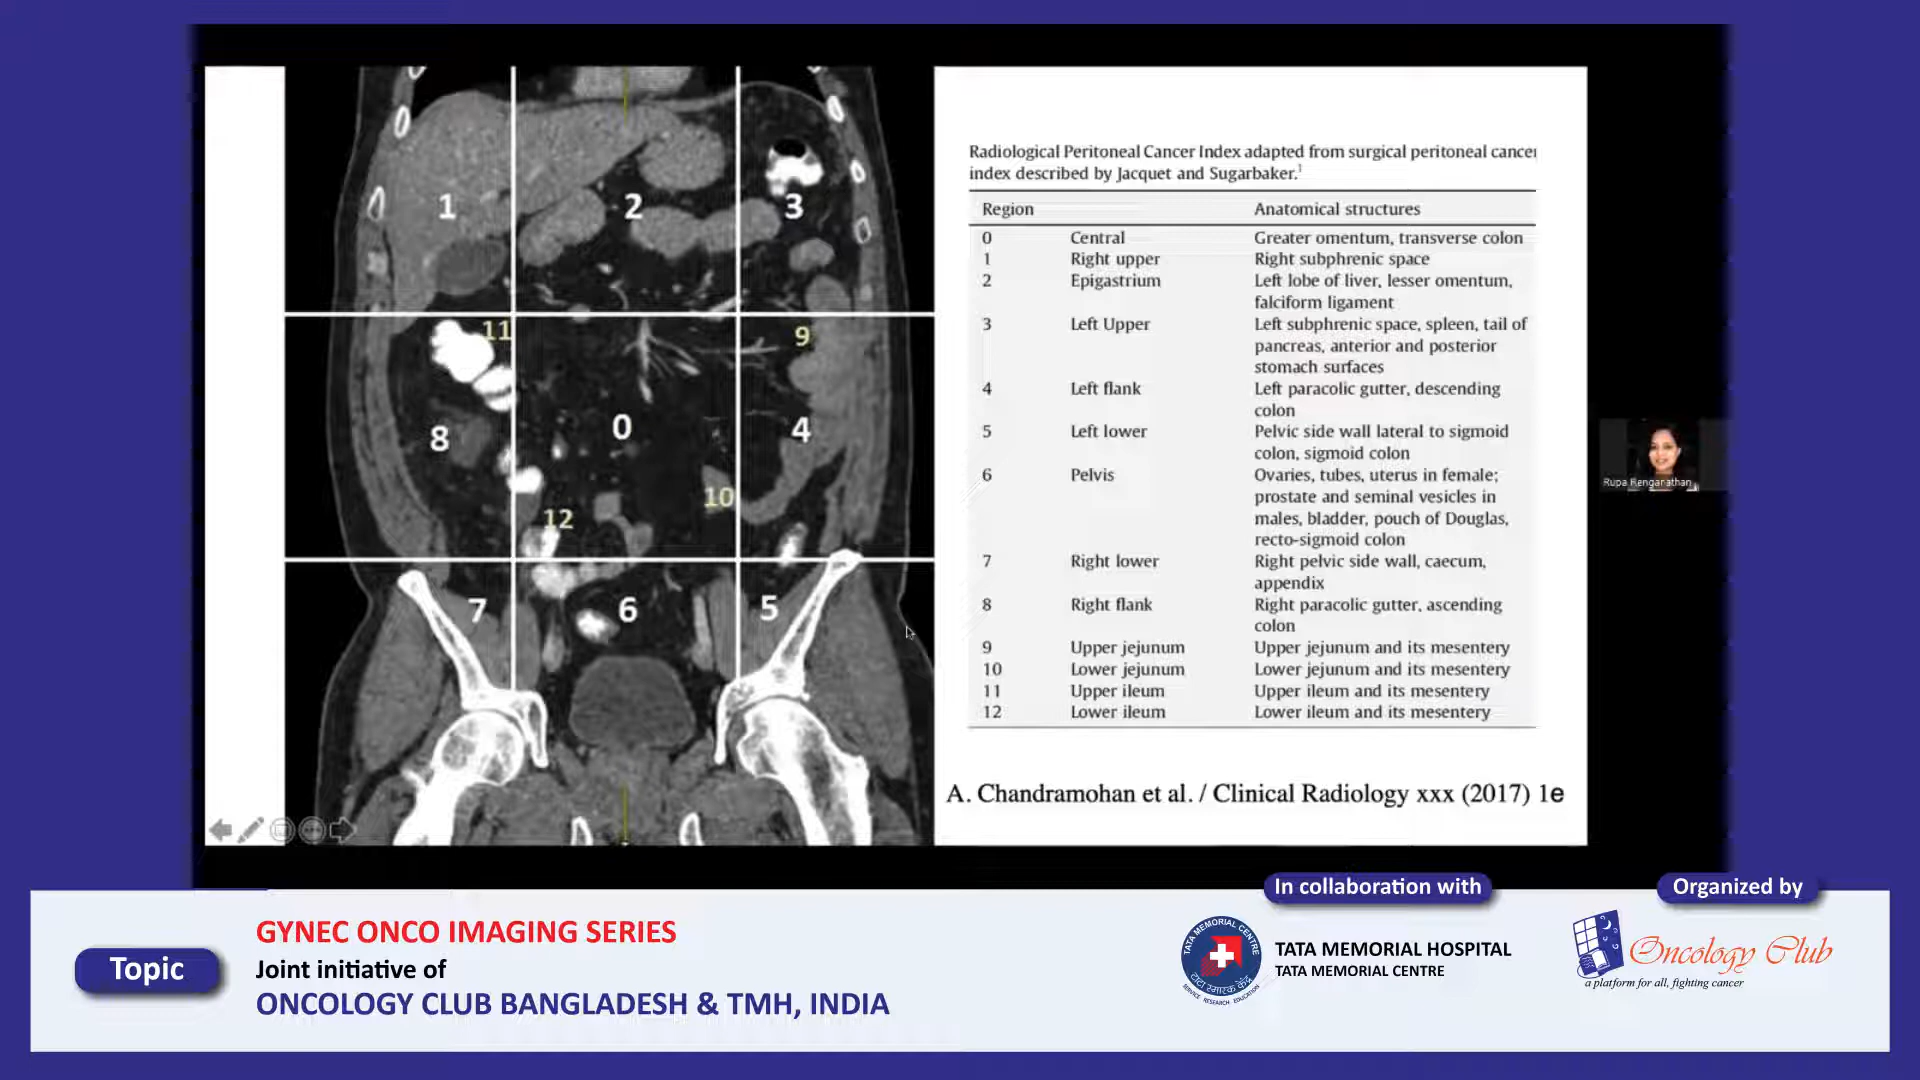 1
2
3
11
9
8
0
4
10
12
7
6
5
Radiological Peritoneal Cancer Index adapted from surgical peritoneal cancer
index described by Jacquet and Sugarbaker.1
Region Anatomical structures
0 Central Greater omentum, transverse colon
1 Right upper Right subphrenic space
2 Epigastrium Left lobe of liver, lesser omentum,
falciform ligament
3 Left Upper Left subphrenic space, spleen, tail of
pancreas, anterior and posterior
stomach surfaces
4 Left flank Left paracolic gutter, descending
colon
5 Left lower Pelvic side wall lateral to sigmoid
colon, sigmoid colon
6 Pelvis Ovaries, tubes, uterus in female;
prostate and seminal vesicles in
males, bladder, pouch of Douglas,
recto-sigmoid colon
7 Right lower Right pelvic side wall, caecum,
appendix
8 Right flank Right paracolic gutter, ascending
colon
9 Upper jejunum Upper jejunum and its mesentery
10 Lower jejunum Lower jejunum and its mesentery
11 Upper ileum Upper ileum and its mesentery
12 Lower ileum Lower ileum and its mesentery
A. Chandramohan et al. / Clinical Radiology xxx (2017) 1e
Rupa Renganathan
Topic
GYNEC ONCO IMAGING SERIES
Joint initiative of
ONCOLOGY CLUB BANGLADESH & TMH, INDIA
In collaboration with
TATA MEMORIAL CENTRE
टाटा स्मारक केंद्र
SERVICE RESEARCH EDUCATION
TATA MEMORIAL HOSPITAL
TATA MEMORIAL CENTRE
Organized by
Oncology Club
a platform for all, fighting cancer